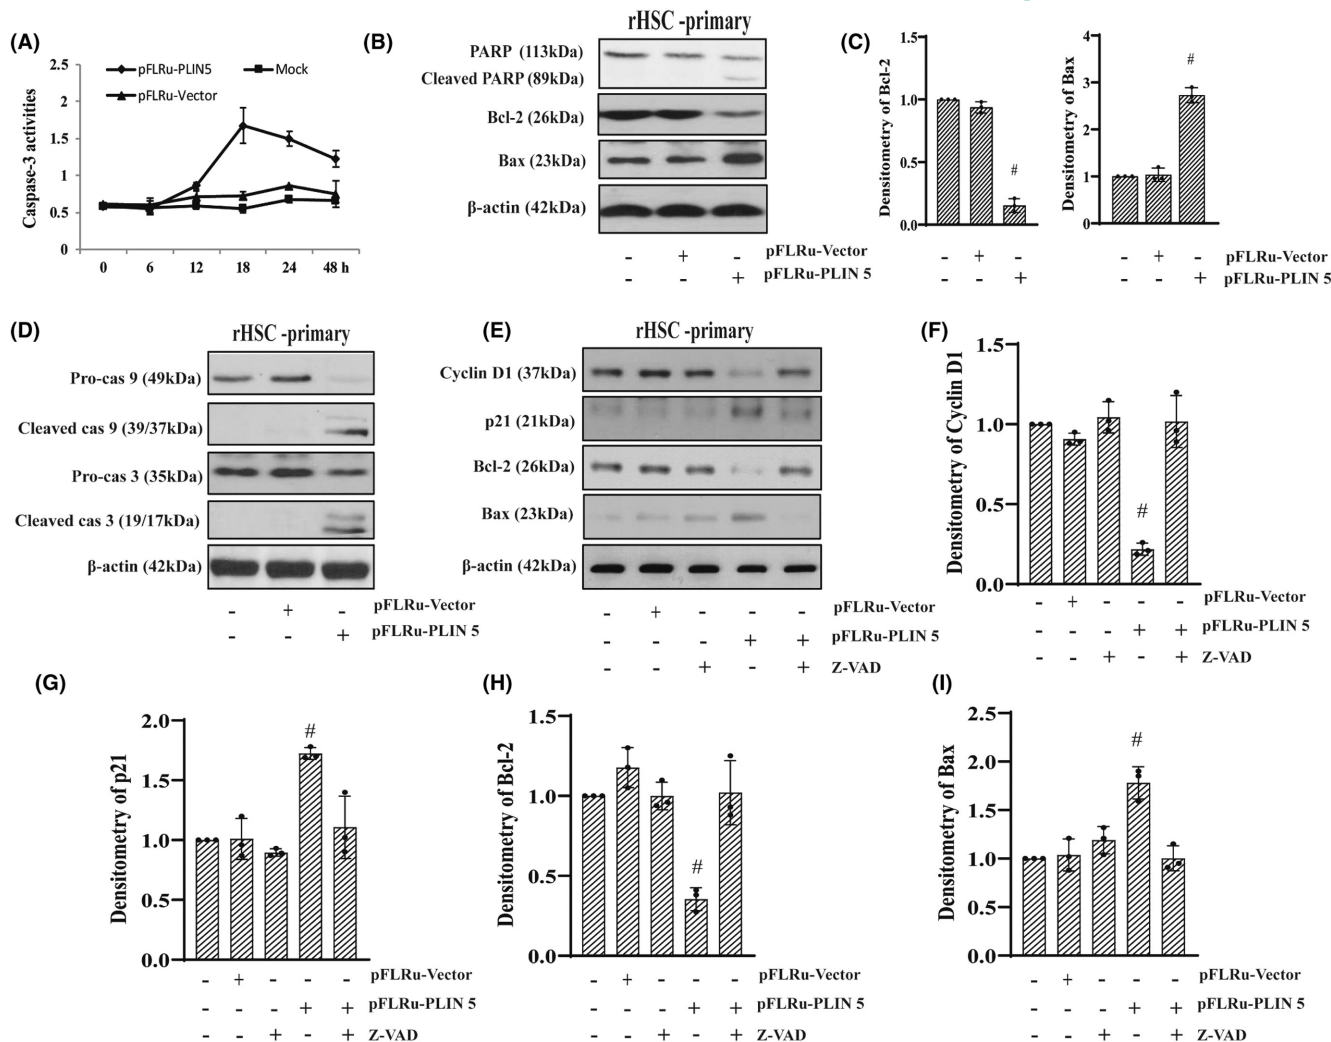 (A)
2.5
2
1.5
1
0.5
0
Caspase-3 activities
pFLRu-PLIN5
Mock
pFLRu-Vector
0 6 12 18 24 48 h
(B)
rHSC -primary
PARP (113kDa)
Cleaved PARP (89kDa)
Bcl-2 (26kDa)
Bax (23kDa)
β-actin (42kDa)
- + - pFLRu-Vector
- - + pFLRu-PLIN 5
(C)
Densitometry of Bcl-2
1.5
1.0
0.5
0.0
#
Densitometry of Bax
4
3
2
1
0
#
- + - - + - pFLRu-Vector
- - + - - + pFLRu-PLIN 5
(D)
rHSC -primary
Pro-cas 9 (49kDa)
Cleaved cas 9 (39/37kDa)
Pro-cas 3 (35kDa)
Cleaved cas 3 (19/17kDa)
β-actin (42kDa)
- + - pFLRu-Vector
- - + pFLRu-PLIN 5
(E)
rHSC -primary
Cyclin D1 (37kDa)
p21 (21kDa)
Bcl-2 (26kDa)
Bax (23kDa)
β-actin (42kDa)
- + - - - pFLRu-Vector
- - - + + pFLRu-PLIN 5
- - + - + Z-VAD
(F)
Densitometry of Cyclin D1
1.5
1.0
0.5
0.0
#
- + - - - pFLRu-Vector
- - - + + pFLRu-PLIN 5
- - + - + Z-VAD
(G)
Densitometry of p21
2.0
1.5
1.0
0.5
0.0
#
- + - - - pFLRu-Vector
- - - + + pFLRu-PLIN 5
- - + - + Z-VAD
(H)
Densitometry of Bcl-2
1.5
1.0
0.5
0.0
#
- + - - - pFLRu-Vector
- - - + + pFLRu-PLIN 5
- - + - + Z-VAD
(I)
Densitometry of Bax
2.5
2.0
1.5
1.0
0.5
0.0
#
- + - - - pFLRu-Vector
- - - + + pFLRu-PLIN 5
- - + - + Z-VAD